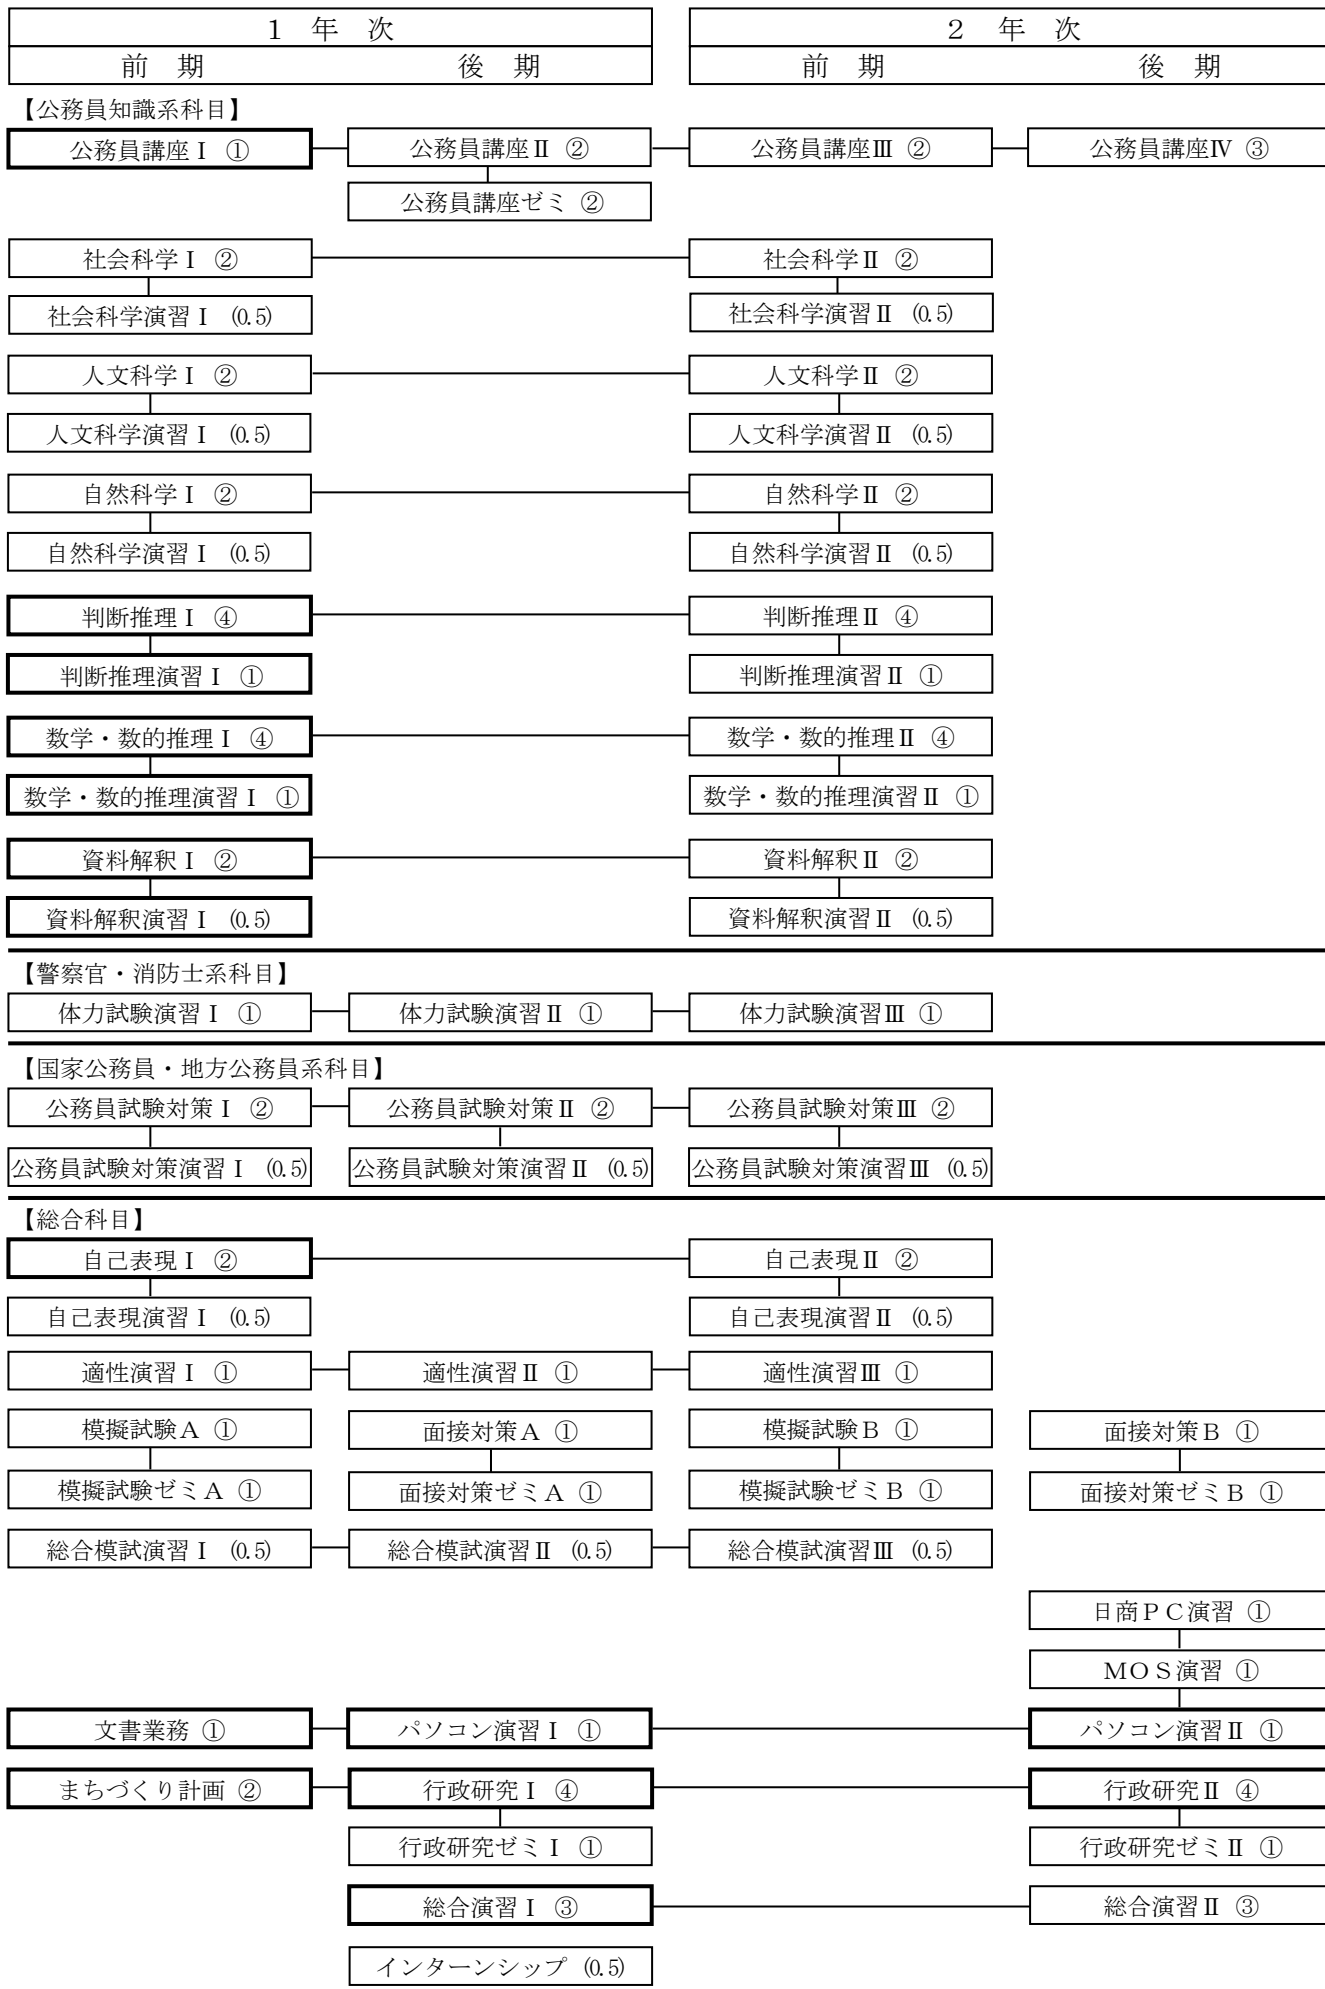 １　年　次　２　年　次
前　期　後　期　前　期　後　期
【公務員知識系科目】
公務員講座Ⅰ ①　公務員講座Ⅱ ②　公務員講座Ⅲ ②　公務員講座Ⅳ ③
公務員講座ゼミ ②
社会科学Ⅰ ②　社会科学Ⅱ ②
社会科学演習Ⅰ (0.5)　社会科学演習Ⅱ (0.5)
人文科学Ⅰ ②　人文科学Ⅱ ②
人文科学演習Ⅰ (0.5)　人文科学演習Ⅱ (0.5)
自然科学Ⅰ ②　自然科学Ⅱ ②
自然科学演習Ⅰ (0.5)　自然科学演習Ⅱ (0.5)
判断推理Ⅰ ④　判断推理Ⅱ ④
判断推理演習Ⅰ ①　判断推理演習Ⅱ ①
数学・数的推理Ⅰ ④　数学・数的推理Ⅱ ④
数学・数的推理演習Ⅰ ①　数学・数的推理演習Ⅱ ①
資料解釈Ⅰ ②　資料解釈Ⅱ ②
資料解釈演習Ⅰ (0.5)　資料解釈演習Ⅱ (0.5)
【警察官・消防士系科目】
体力試験演習Ⅰ ①　体力試験演習Ⅱ ①　体力試験演習Ⅲ ①
【国家公務員・地方公務員系科目】
公務員試験対策Ⅰ ②　公務員試験対策Ⅱ ②　公務員試験対策Ⅲ ②
公務員試験対策演習Ⅰ (0.5)　公務員試験対策演習Ⅱ (0.5)　公務員試験対策演習Ⅲ (0.5)
【総合科目】
自己表現Ⅰ ②　自己表現Ⅱ ②
自己表現演習Ⅰ (0.5)　自己表現演習Ⅱ (0.5)
適性演習Ⅰ ①　適性演習Ⅱ ①　適性演習Ⅲ ①
模擬試験Ａ ①　面接対策Ａ ①　模擬試験Ｂ ①　面接対策Ｂ ①
模擬試験ゼミＡ ①　面接対策ゼミＡ ①　模擬試験ゼミＢ ①　面接対策ゼミＢ ①
総合模試演習Ⅰ (0.5)　総合模試演習Ⅱ (0.5)　総合模試演習Ⅲ (0.5)
日商ＰＣ演習 ①
ＭＯＳ演習 ①
文書業務 ①　パソコン演習Ⅰ ①　パソコン演習Ⅱ ①
まちづくり計画 ②　行政研究Ⅰ ④　行政研究Ⅱ ④
行政研究ゼミⅠ ①　行政研究ゼミⅡ ①
総合演習Ⅰ ③　総合演習Ⅱ ③
インターンシップ (0.5)